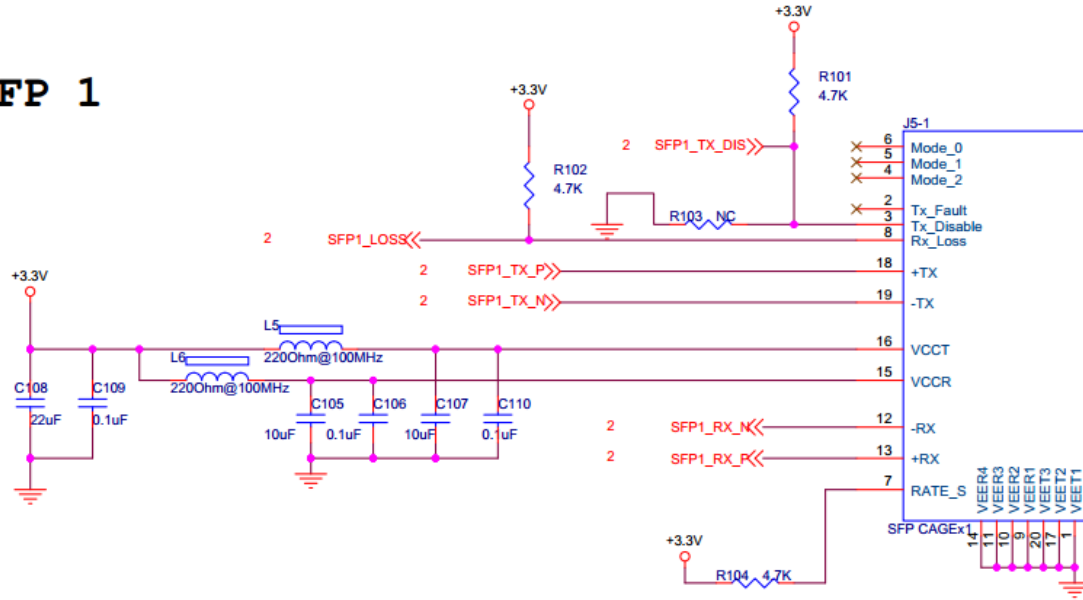 +3.3V
R101
4.7K
FP 1
+3.3V
J5-1
2 SFP1_TX_DIS
6 Mode_0
5 Mode_1
4 Mode_2
R102
4.7K
2 Tx_Fault
R103 NC
3 Tx_Disable
2 SFP1_LOSS
8 Rx_Loss
2 SFP1_TX_P
18 +TX
+3.3V
2 SFP1_TX_N
19 -TX
L5
220Ohm@100MHz
16 VCCT
L6
220Ohm@100MHz
15 VCCR
C108
22uF
C109
0.1uF
C105
10uF
C106
0.1uF
C107
10uF
C110
0.1uF
2 SFP1_RX_N
12 -RX
2 SFP1_RX_P
13 +RX
7 RATE_S
VEER4
VEER3
VEER2
VEER1
VEET3
VEET2
VEET1
SFP CAGEx1
14
11
10
9
20
17
1
+3.3V
R104 4.7K